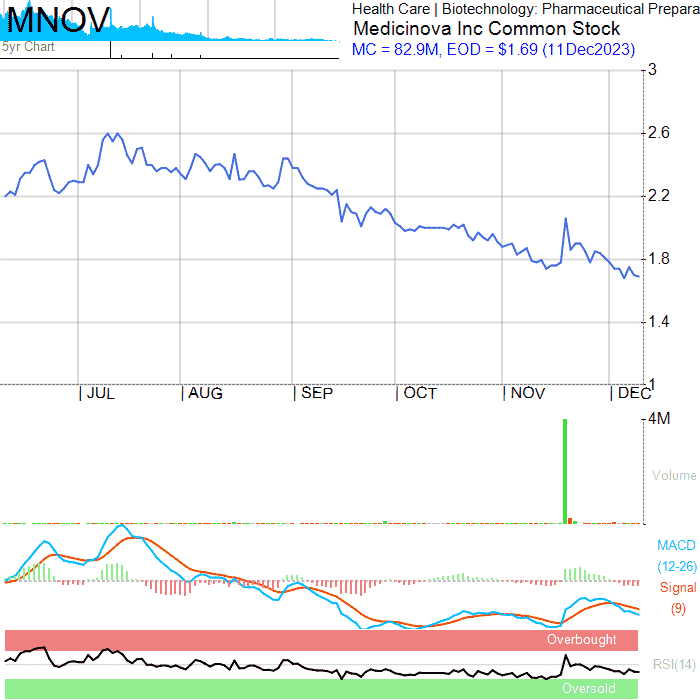 MNOV
5yr Chart
Health Care | Biotechnology: Pharmaceutical Prepara
Medicinova Inc Common Stock
MC = 82.9M, EOD = $1.69 (11Dec2023)
3
2.6
2.2
1.8
1.4
1
JUL AUG SEP OCT NOV DEC
4M
Volume
MACD
(12-26)
Signal
(9)
Overbought
RSI(14)
Oversold